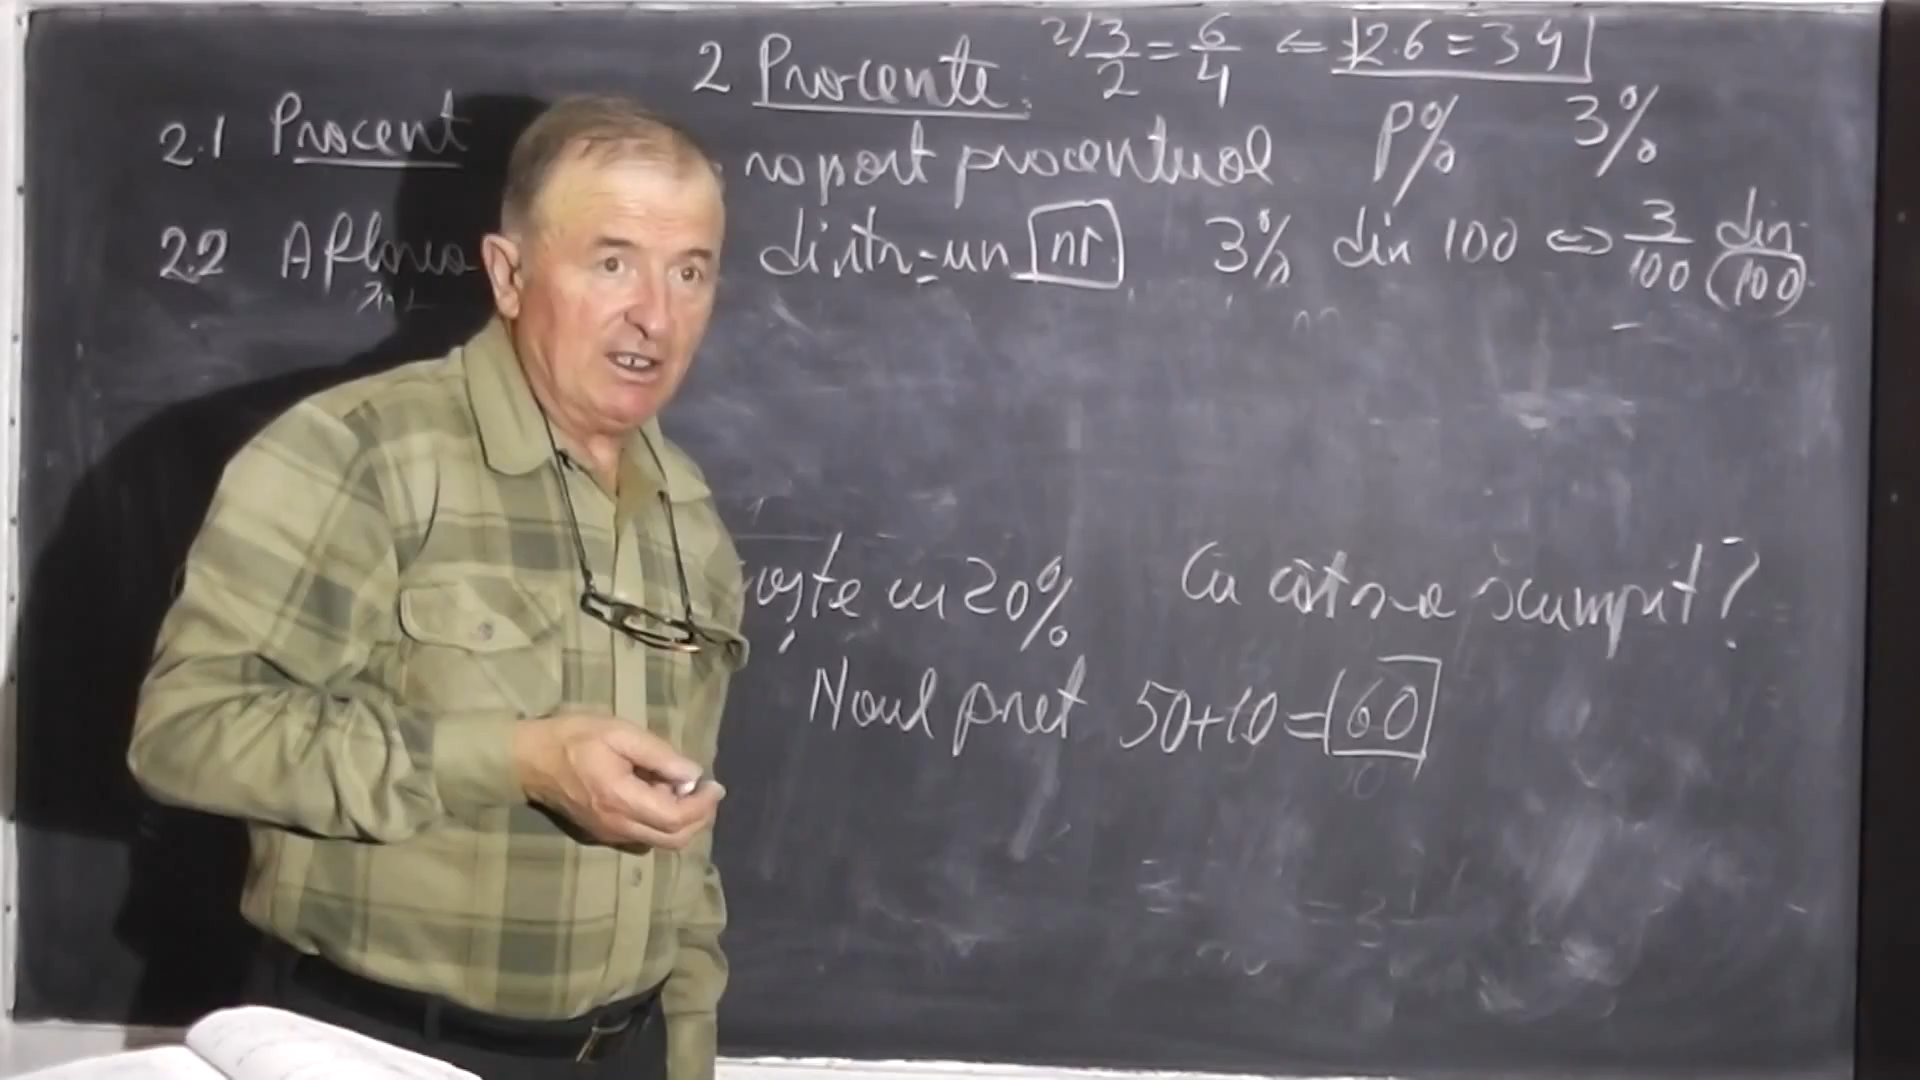 2 Procente: 2/ 3/2 = 6/4 ⇐ 2.6 = 3 4
2.1 Procent raport procentual p% 3%
2.2 Aflarea dintr-un nr 3% din 100 ⇔ 3/100 din 100
cu 20% Cu cât s-a scumpit?
Noul preț 50+10 = 60